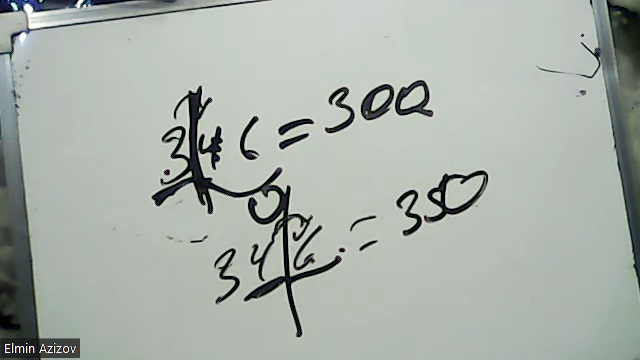 346 = 300
346 = 350
Elmin Azizov